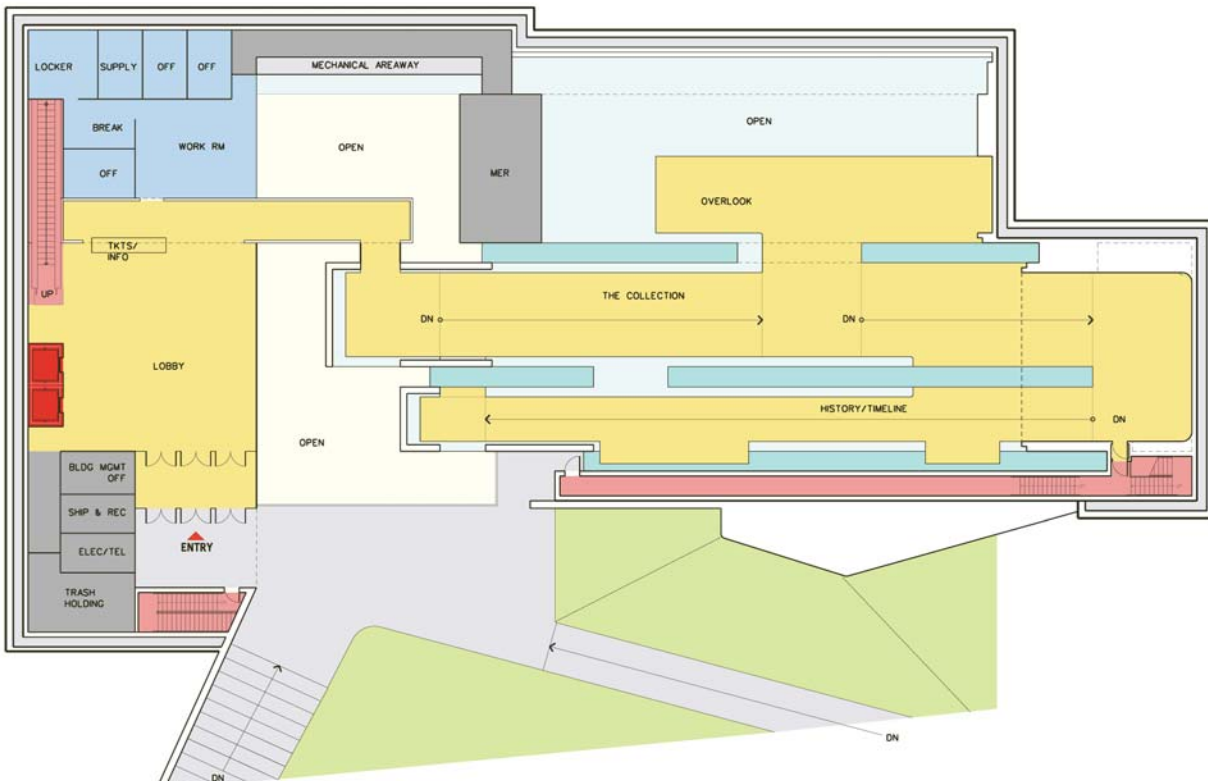 LOCKER
SUPPLY
OFF
OFF
MECHANICAL AREAWAY
BREAK
WORK RM
OPEN
OPEN
OFF
MER
OVERLOOK
TKTS/
INFO
UP
THE COLLECTION
DN
DN
LOBBY
HISTORY/TIMELINE
DN
OPEN
BLDG MGMT
OFF
SHIP & REC
ELEC/TEL
ENTRY
TRASH
HOLDING
DN
DN